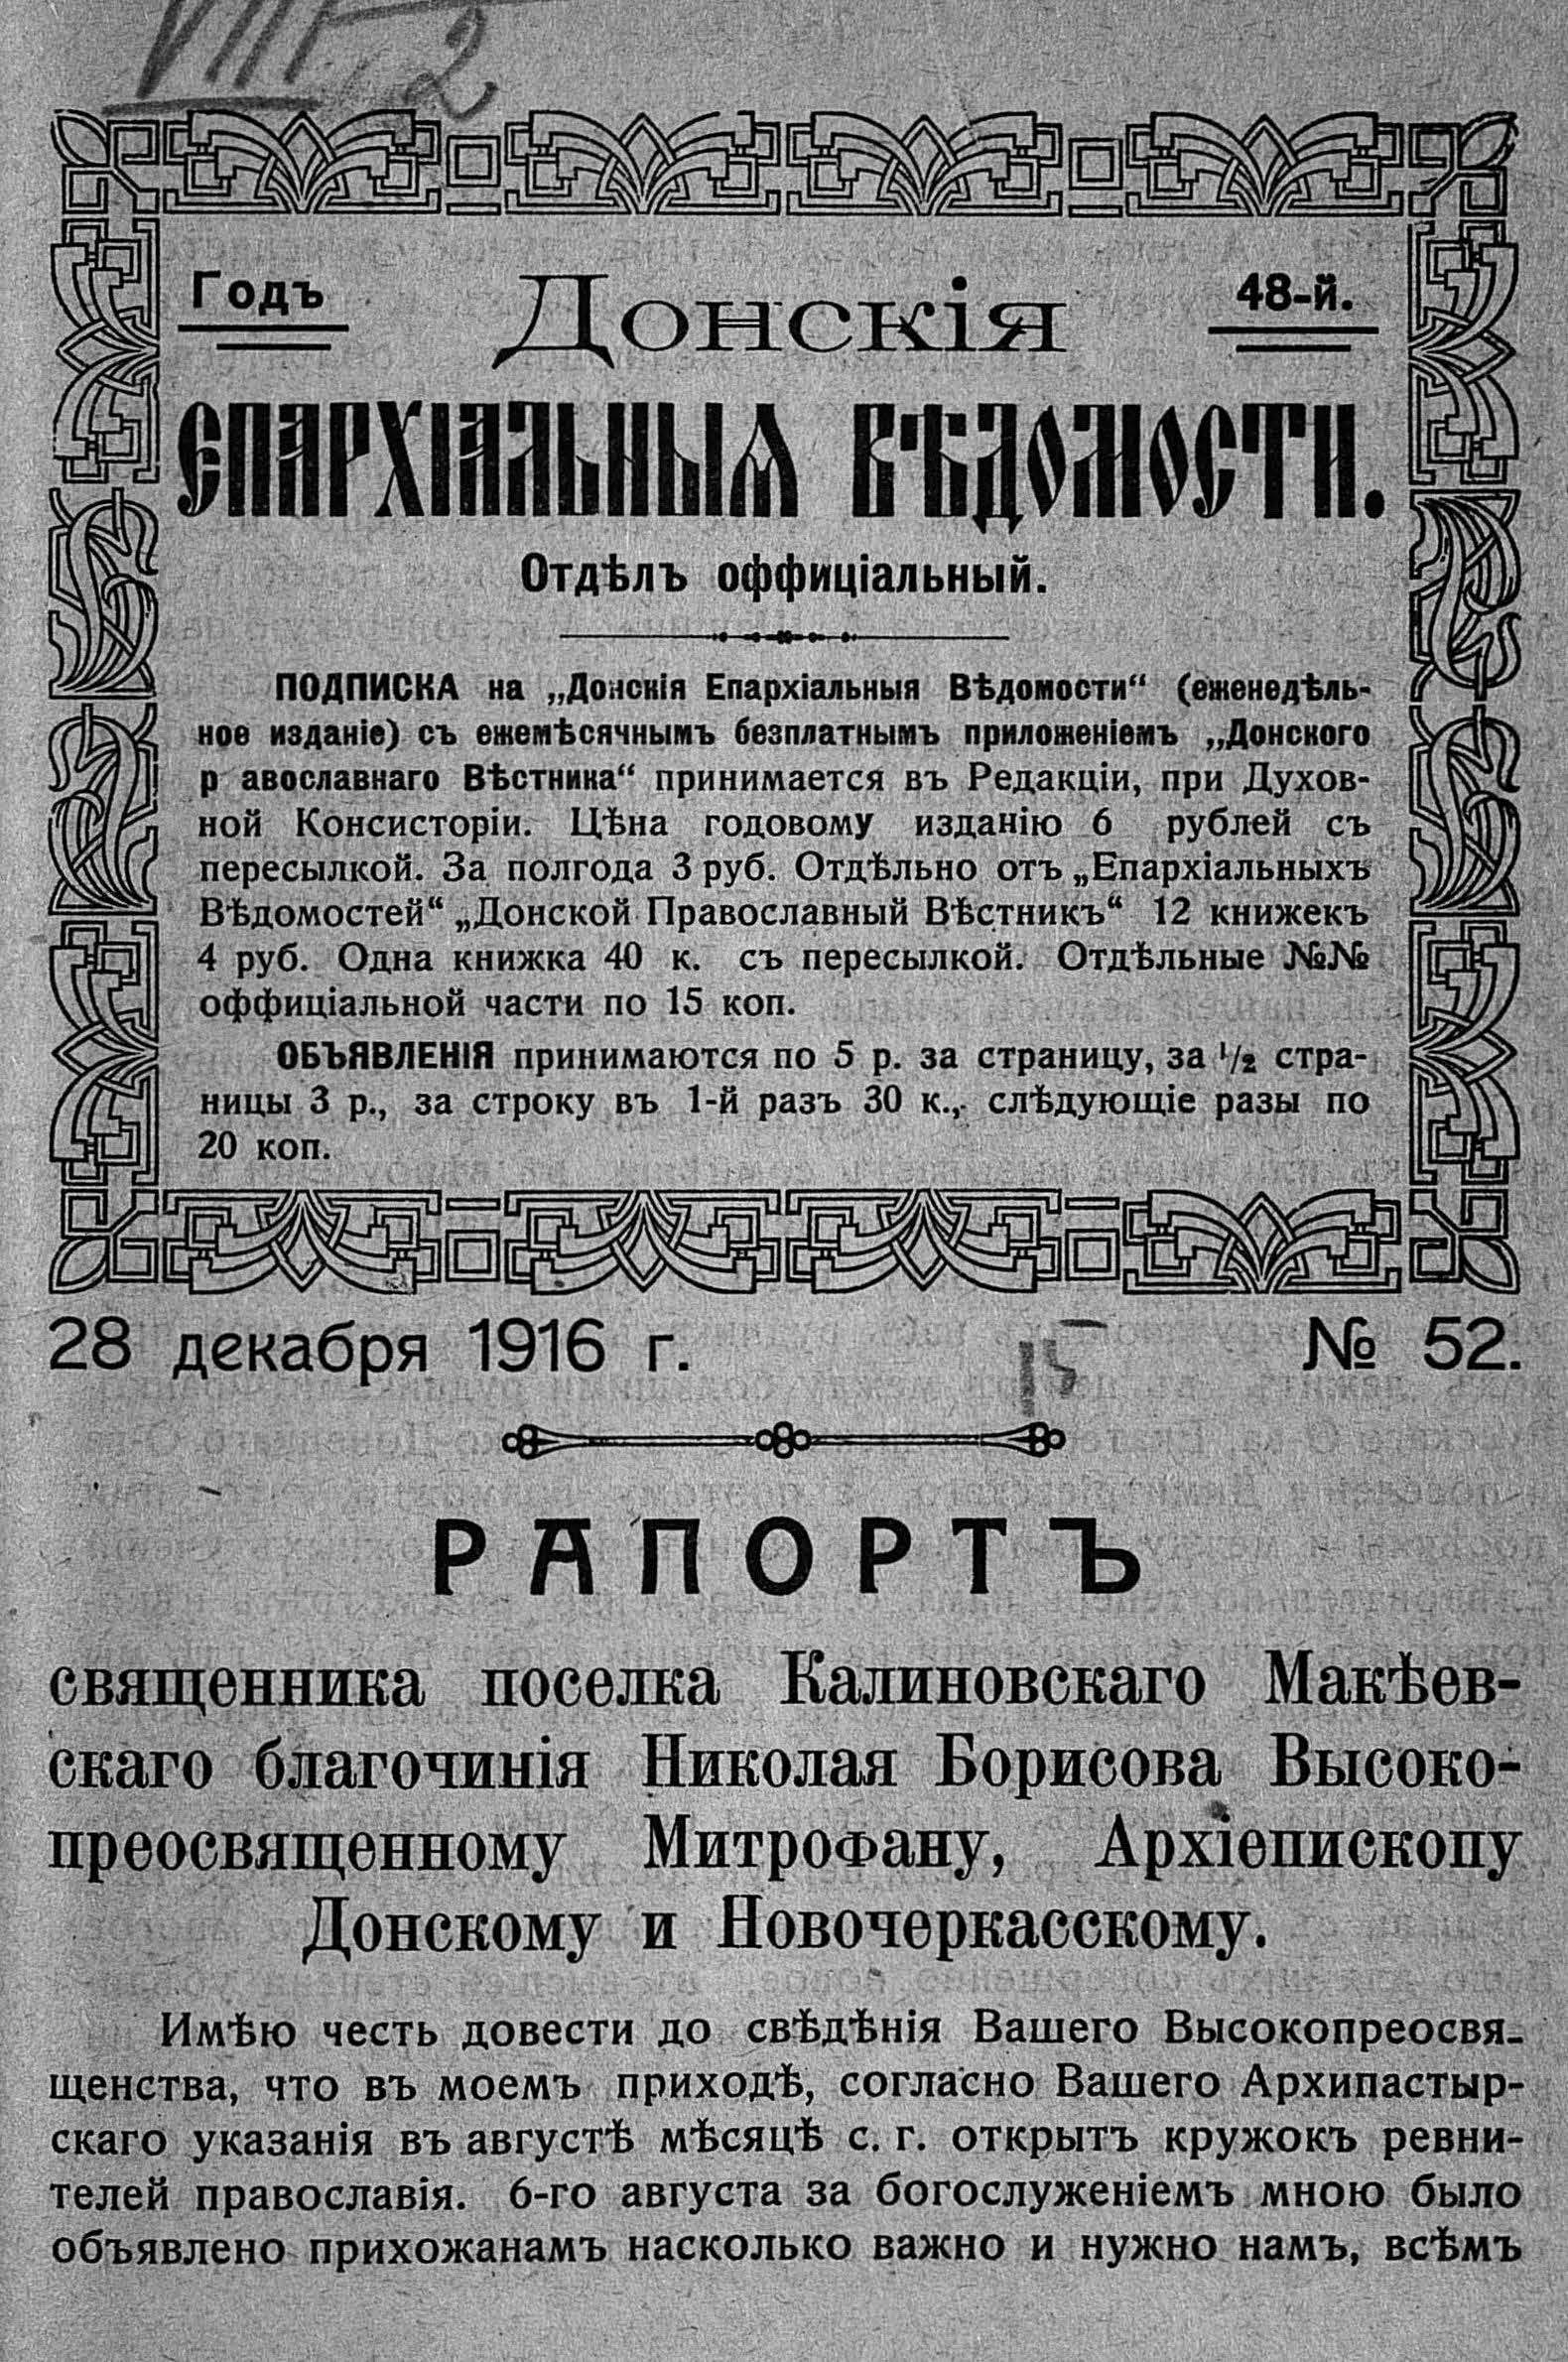 VIII 2
Годъ
48-й.
Донскія
ЕПАРХІАЛЬНЫЯ ВѢДОМОСТИ.
Отдѣлъ оффиціальный.
ПОДПИСКА на „Донскія Епархіальныя Вѣдомости“ (еженедѣль-
ное изданіе) съ ежемѣсячнымъ безплатнымъ приложеніемъ „Донского
р авославнаго Вѣстника“ принимается въ Редакціи, при Духов-
ной Консисторіи. Цѣна годовому изданію 6 рублей съ
пересылкой. За полгода 3 руб. Отдѣльно отъ „Епархіальныхъ
Вѣдомостей“ „Донской Православный Вѣстникъ“ 12 книжекъ
4 руб. Одна книжка 40 к. съ пересылкой. Отдѣльные №№
оффиціальной части по 15 коп.
ОБЪЯВЛЕНІЯ принимаются по 5 р. за страницу, за 1/2 стра-
ницы 3 р., за строку въ 1-й разъ 30 к., слѣдующіе разы по
20 коп.
28 декабря 1916 г. 15 № 52.
РАПОРТЪ
священника поселка Калиновскаго Макѣев-
скаго благочинія Николая Борисова Высоко-
преосвященному Митрофану, Архіепископу
Донскому и Новочеркасскому.
Имѣю честь довести до свѣдѣнія Вашего Высокопреосвя-
щенства, что въ моемъ приходѣ, согласно Вашего Архипастыр-
скаго указанія въ августѣ мѣсяцѣ с. г. открытъ кружокъ ревни-
телей православія. 6-го августа за богослуженіемъ мною было
объявлено прихожанамъ насколько важно и нужно намъ, всѣмъ